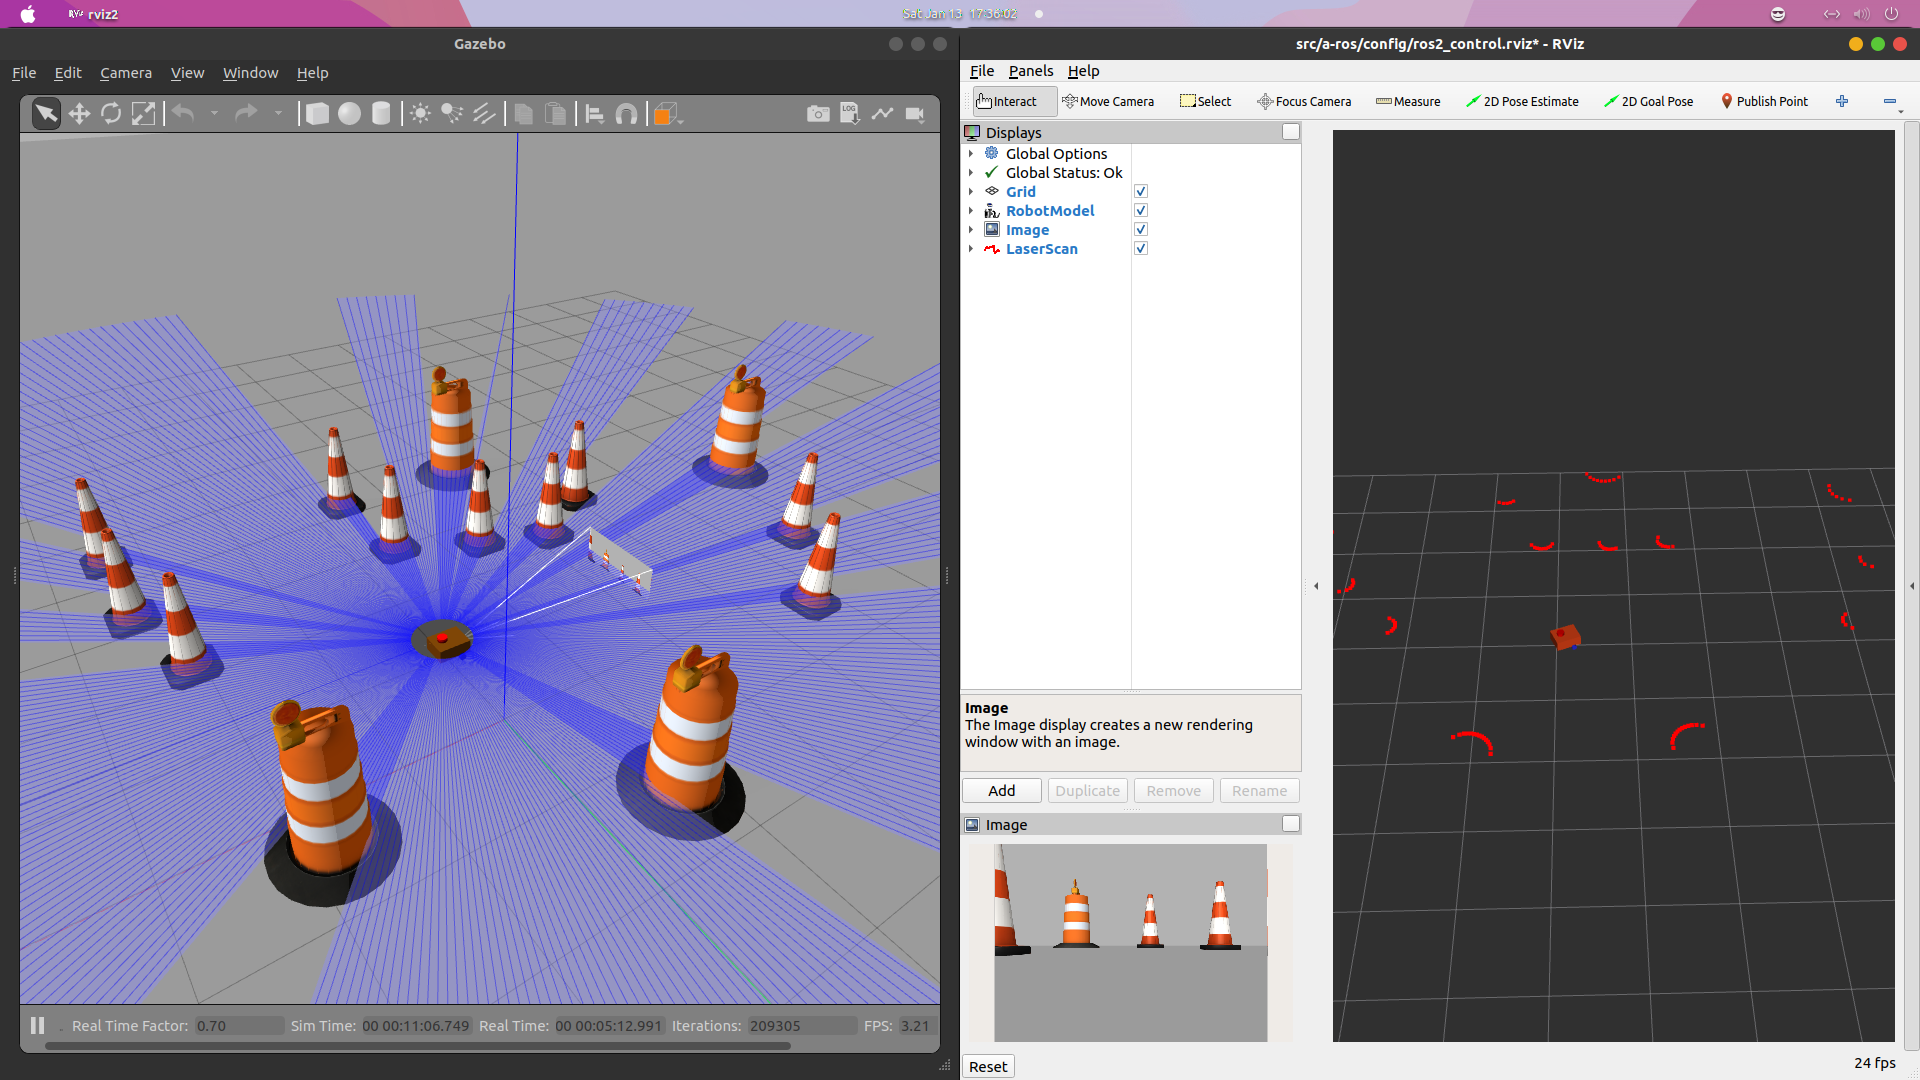 rviz2
Sat Jan 13 17:36:02
Gazebo
File Edit Camera View Window Help
LOG
Real Time Factor: 0.70 Sim Time: 00 00:11:06.749 Real Time: 00 00:05:12.991 Iterations: 209305 FPS: 3.21
src/a-ros/config/ros2_control.rviz* - RViz
File Panels Help
Interact Move Camera Select Focus Camera Measure 2D Pose Estimate 2D Goal Pose Publish Point
Displays
Global Options
Global Status: Ok
Grid
RobotModel
Image
LaserScan
Image
The Image display creates a new rendering
window with an image.
Add Duplicate Remove Rename
Image
Reset
24 fps